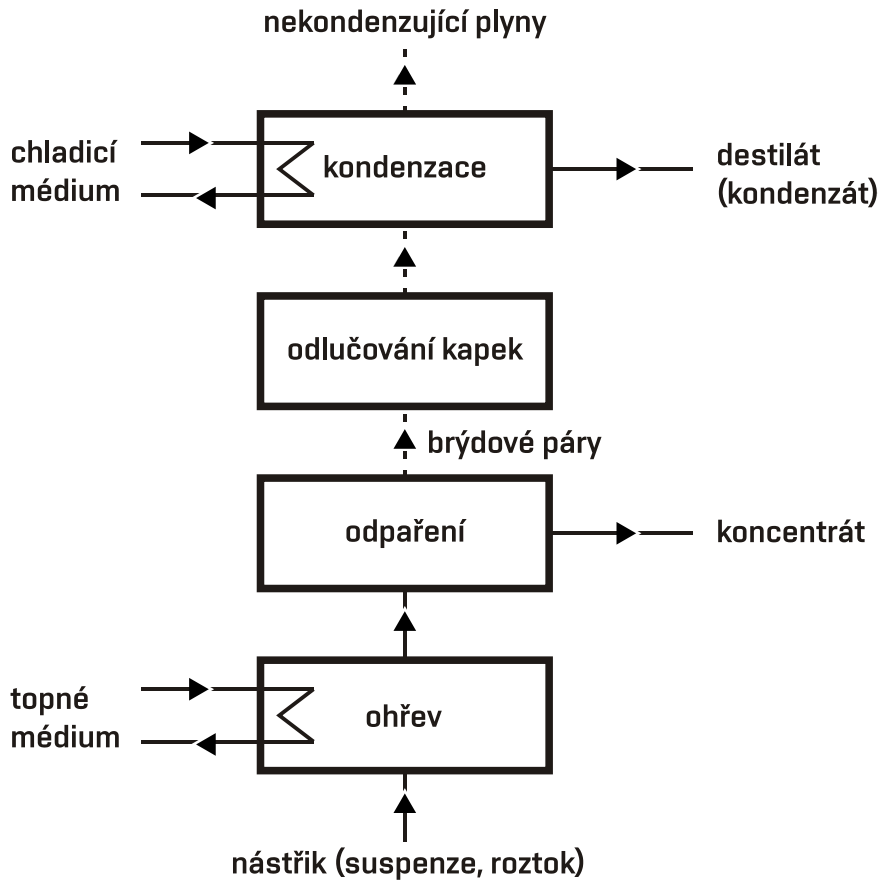 nekondenzující plyny
chladicí
médium
kondenzace
destilát
(kondenzát)
odlučování kapek
brýdové páry
odpaření
koncentrát
topné
médium
ohřev
nástřik (suspenze, roztok)